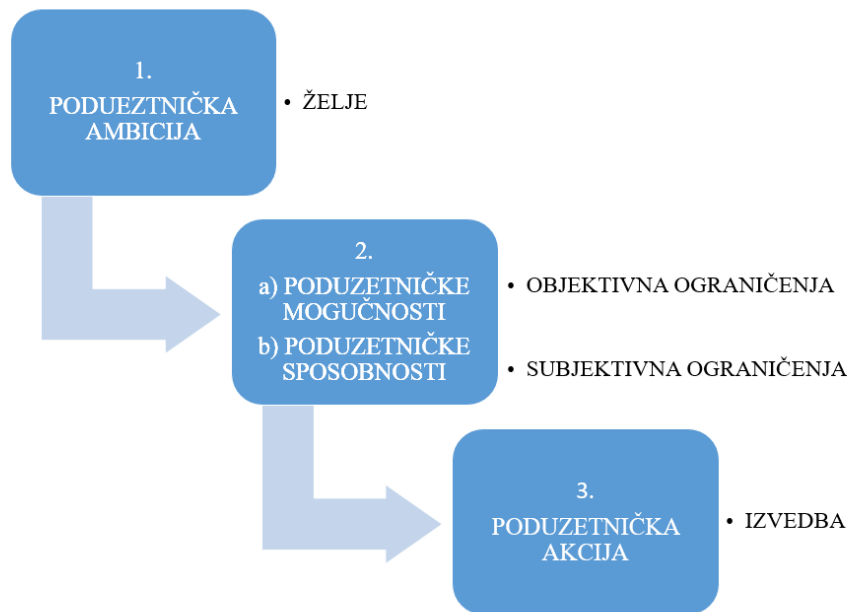 1.
PODUEZTNIČKA
AMBICIJA
• ŽELJE
2.
a) PODUZETNIČKE
MOGUČNOSTI
b) PODUZETNIČKE
SPOSOBNOSTI
• OBJEKTIVNA OGRANIČENJA
• SUBJEKTIVNA OGRANIČENJA
3.
PODUZETNIČKA
AKCIJA
• IZVEDBA